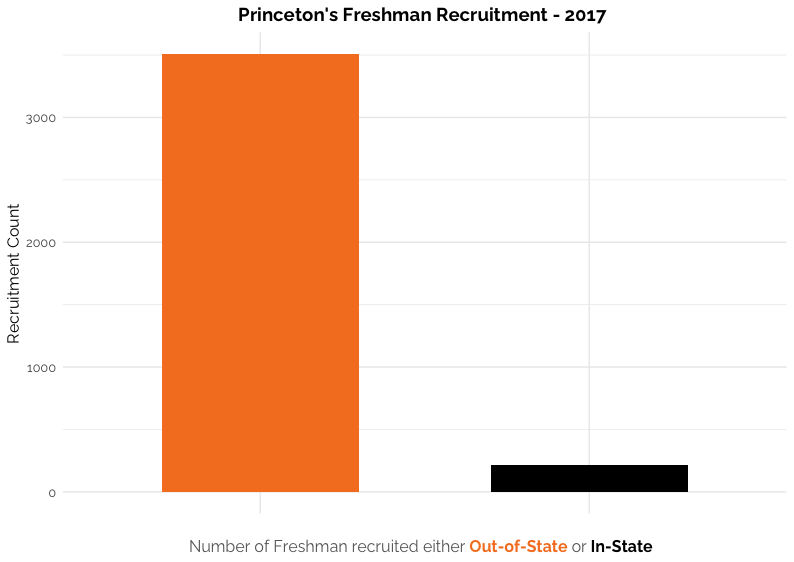 Princeton's Freshman Recruitment - 2017
Recruitment Count
3000
2000
1000
0
Number of Freshman recruited either Out-of-State or In-State